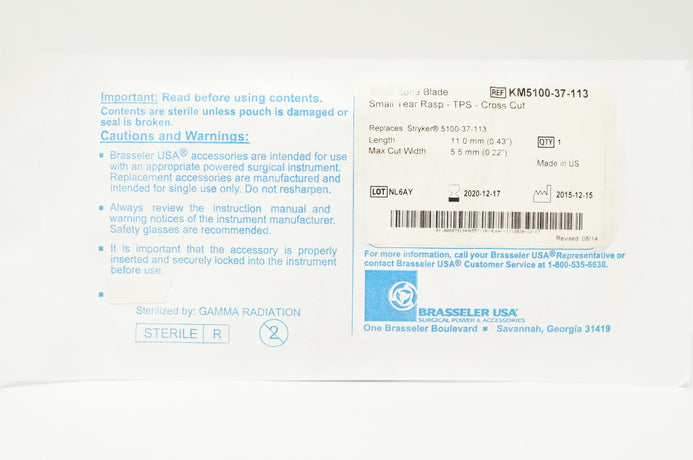 Important: Read before using contents.
Contents are sterile unless pouch is damaged or
seal is broken.
Cautions and Warnings:
▪ Brasseler USA® accessories are intended for use
with an appropriate powered surgical instrument.
Replacement accessories are manufactured and
intended for single use only. Do not resharpen.
▪ Always review the instruction manual and
warning notices of the instrument manufacturer.
Safety glasses are recommended.
▪ It is important that the accessory is properly
inserted and securely locked into the instrument
before use.
▪
Sterilized by: GAMMA RADIATION
STERILE R
2
Blade
REF KM5100-37-113
Small Tear Rasp - TPS - Cross Cut
Replaces Stryker® 5100-37-113
Length 11.0 mm (0.43") QTY 1
Max Cut Width 5.5 mm (0.22")
Made in US
LOT NL6AY 2020-12-17 2015-12-15
Revised 08/14
For more information, call your Brasseler USA®Representative or
contact Brasseler USA® Customer Service at 1-800-535-6638.
BRASSELER USA®
SURGICAL POWER & ACCESSORIES
One Brasseler Boulevard ▪ Savannah, Georgia 31419